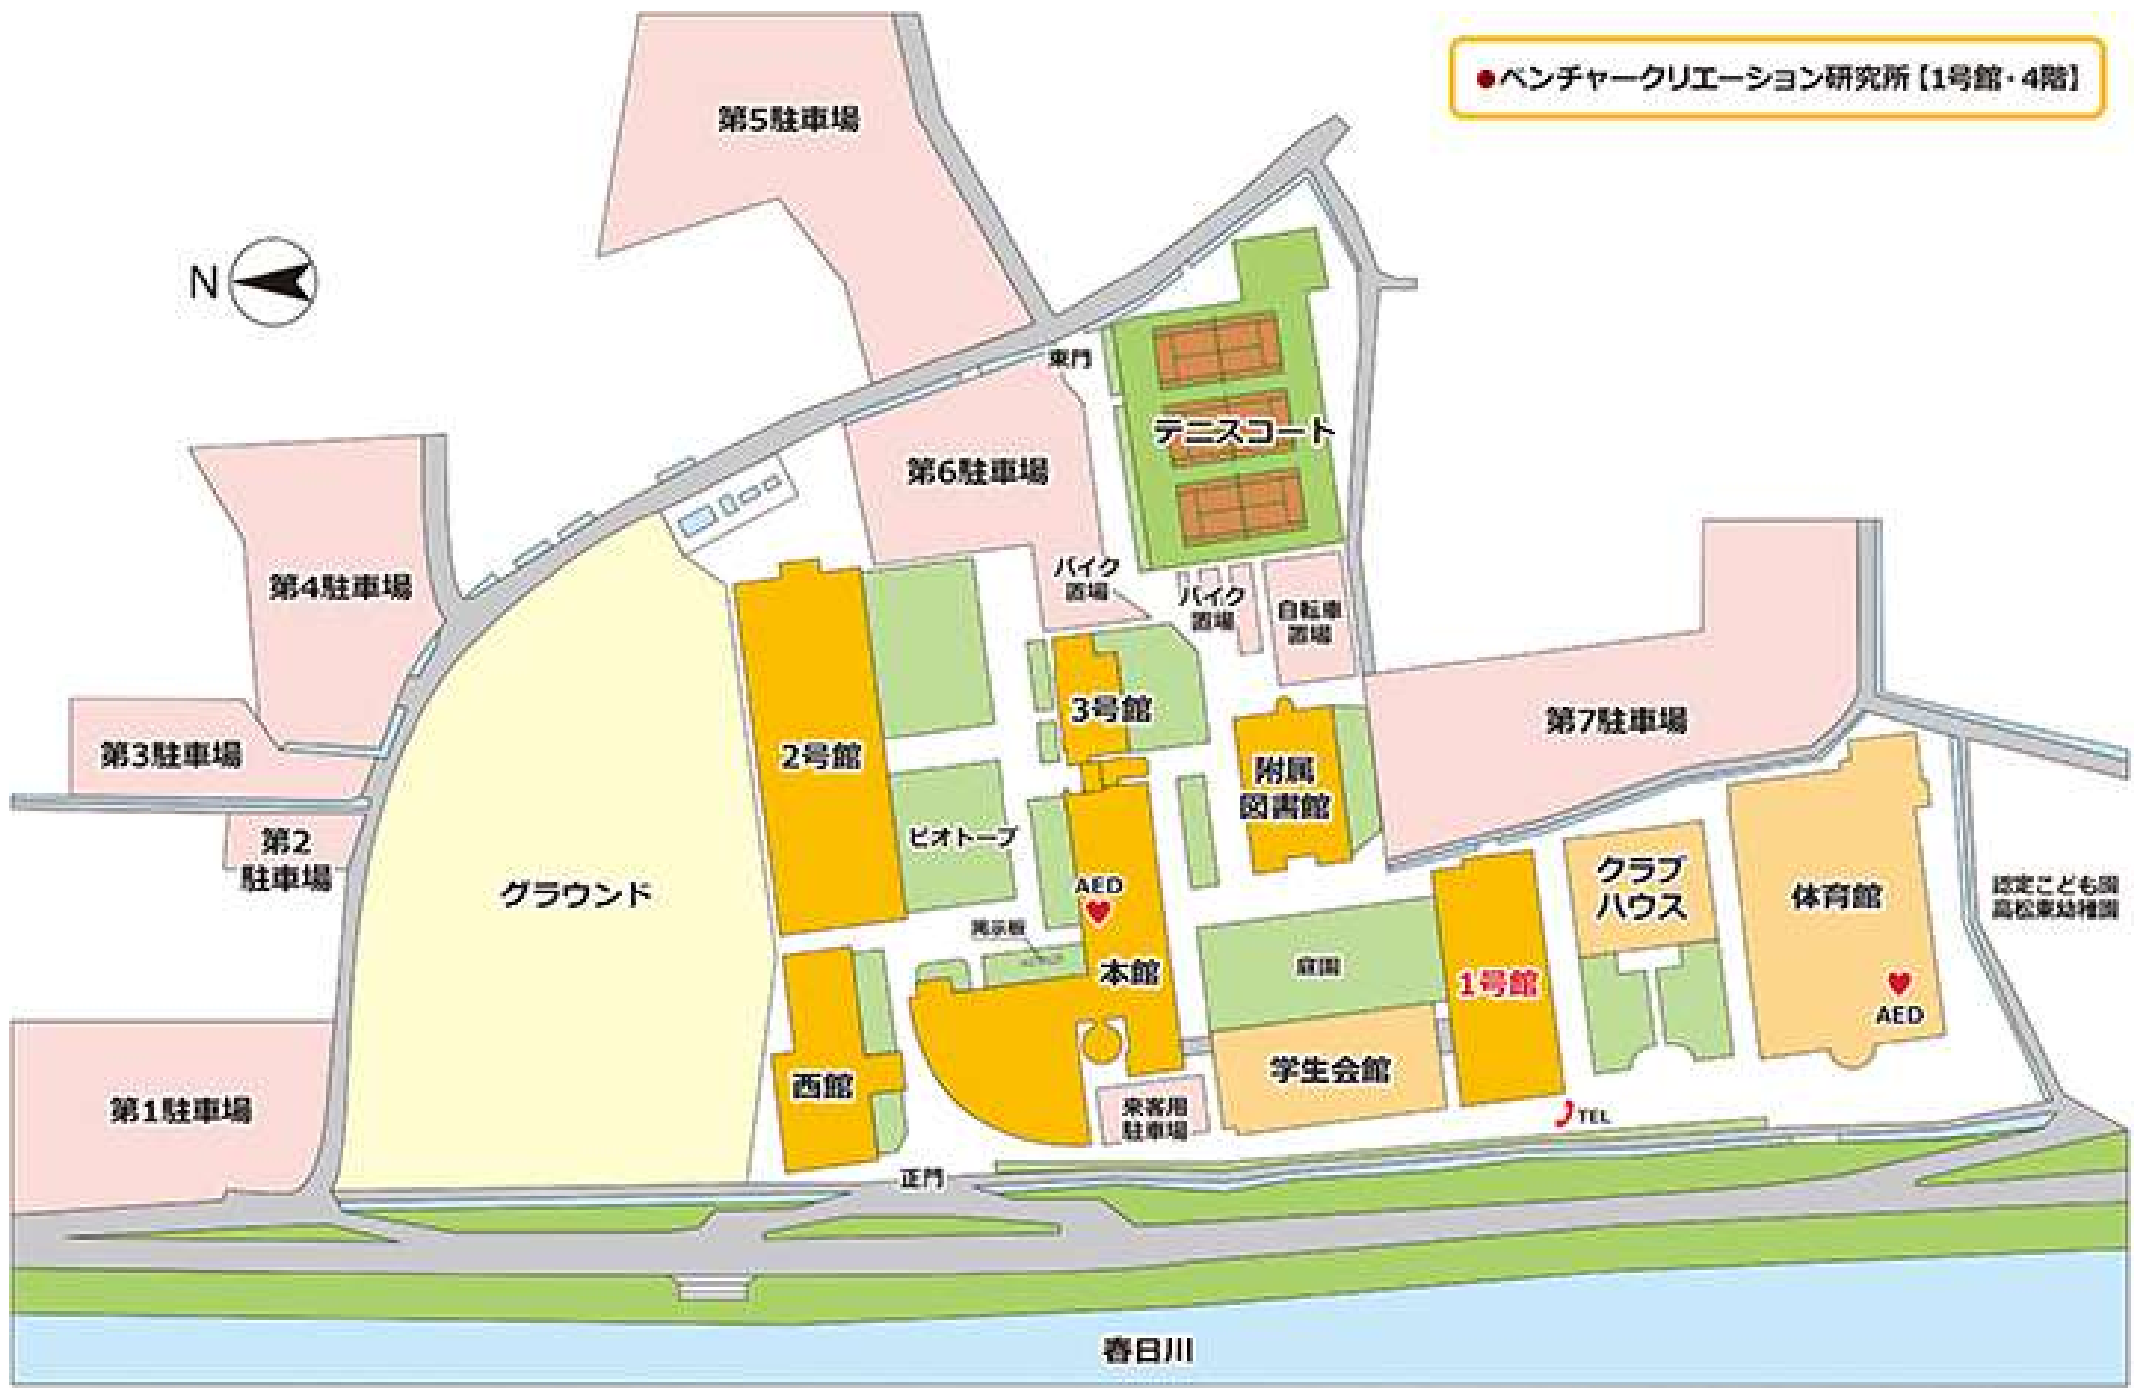 ●ベンチャークリエーション研究所【1号館・4階】
第5駐車場
N
東門
テニスコート
第6駐車場
第4駐車場
バイク
置場
バイク
置場
自転車
置場
3号館
第7駐車場
第3駐車場
2号館
附属
図書館
第2
駐車場
ビオトープ
グラウンド
AED
クラブ
ハウス
体育館
認定こども園
高松東幼稚園
掲示板
本館
庭園
1号館
AED
西館
学生会館
第1駐車場
来客用
駐車場
TEL
正門
春日川